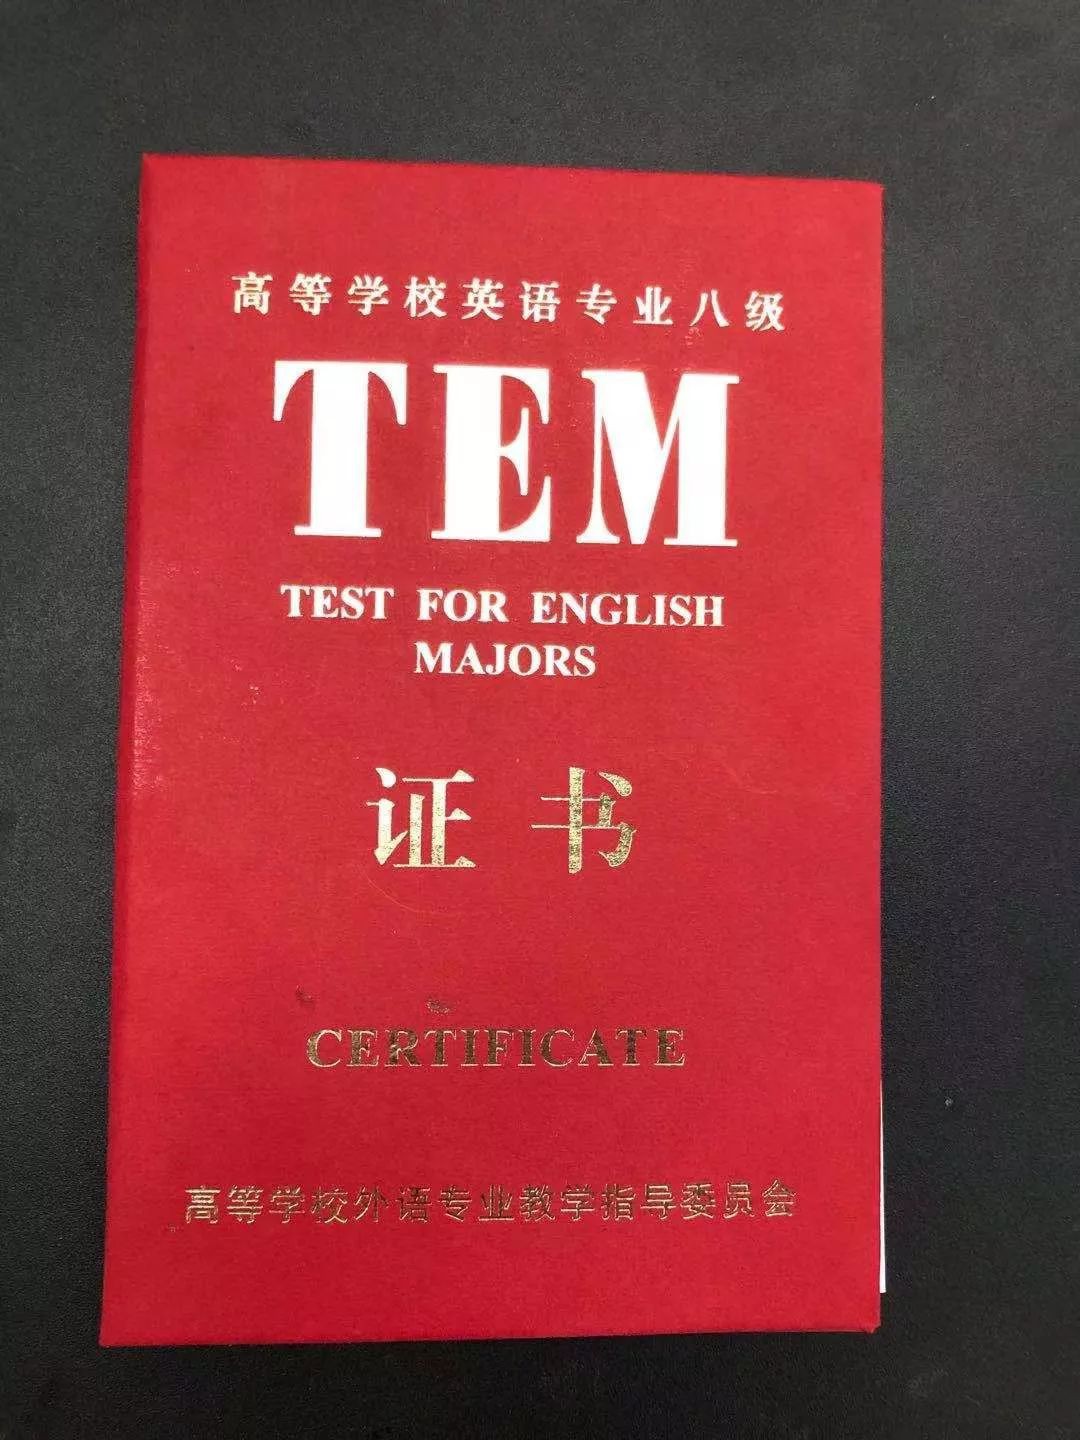 高等学校英语专业八级
TEM
TEST FOR ENGLISH
MAJORS
证书
CERTIFICATE
高等学校外语专业教学指导委员会